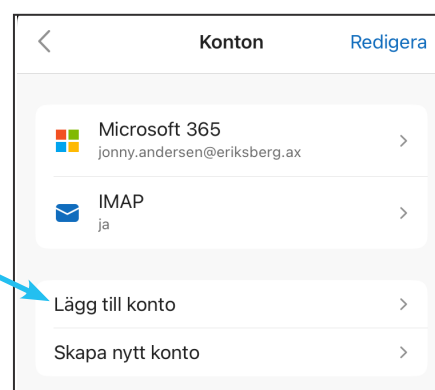 Konton
Redigera
Microsoft 365
jonny.andersen@eriksberg.ax
IMAP
ja
Lägg till konto
Skapa nytt konto